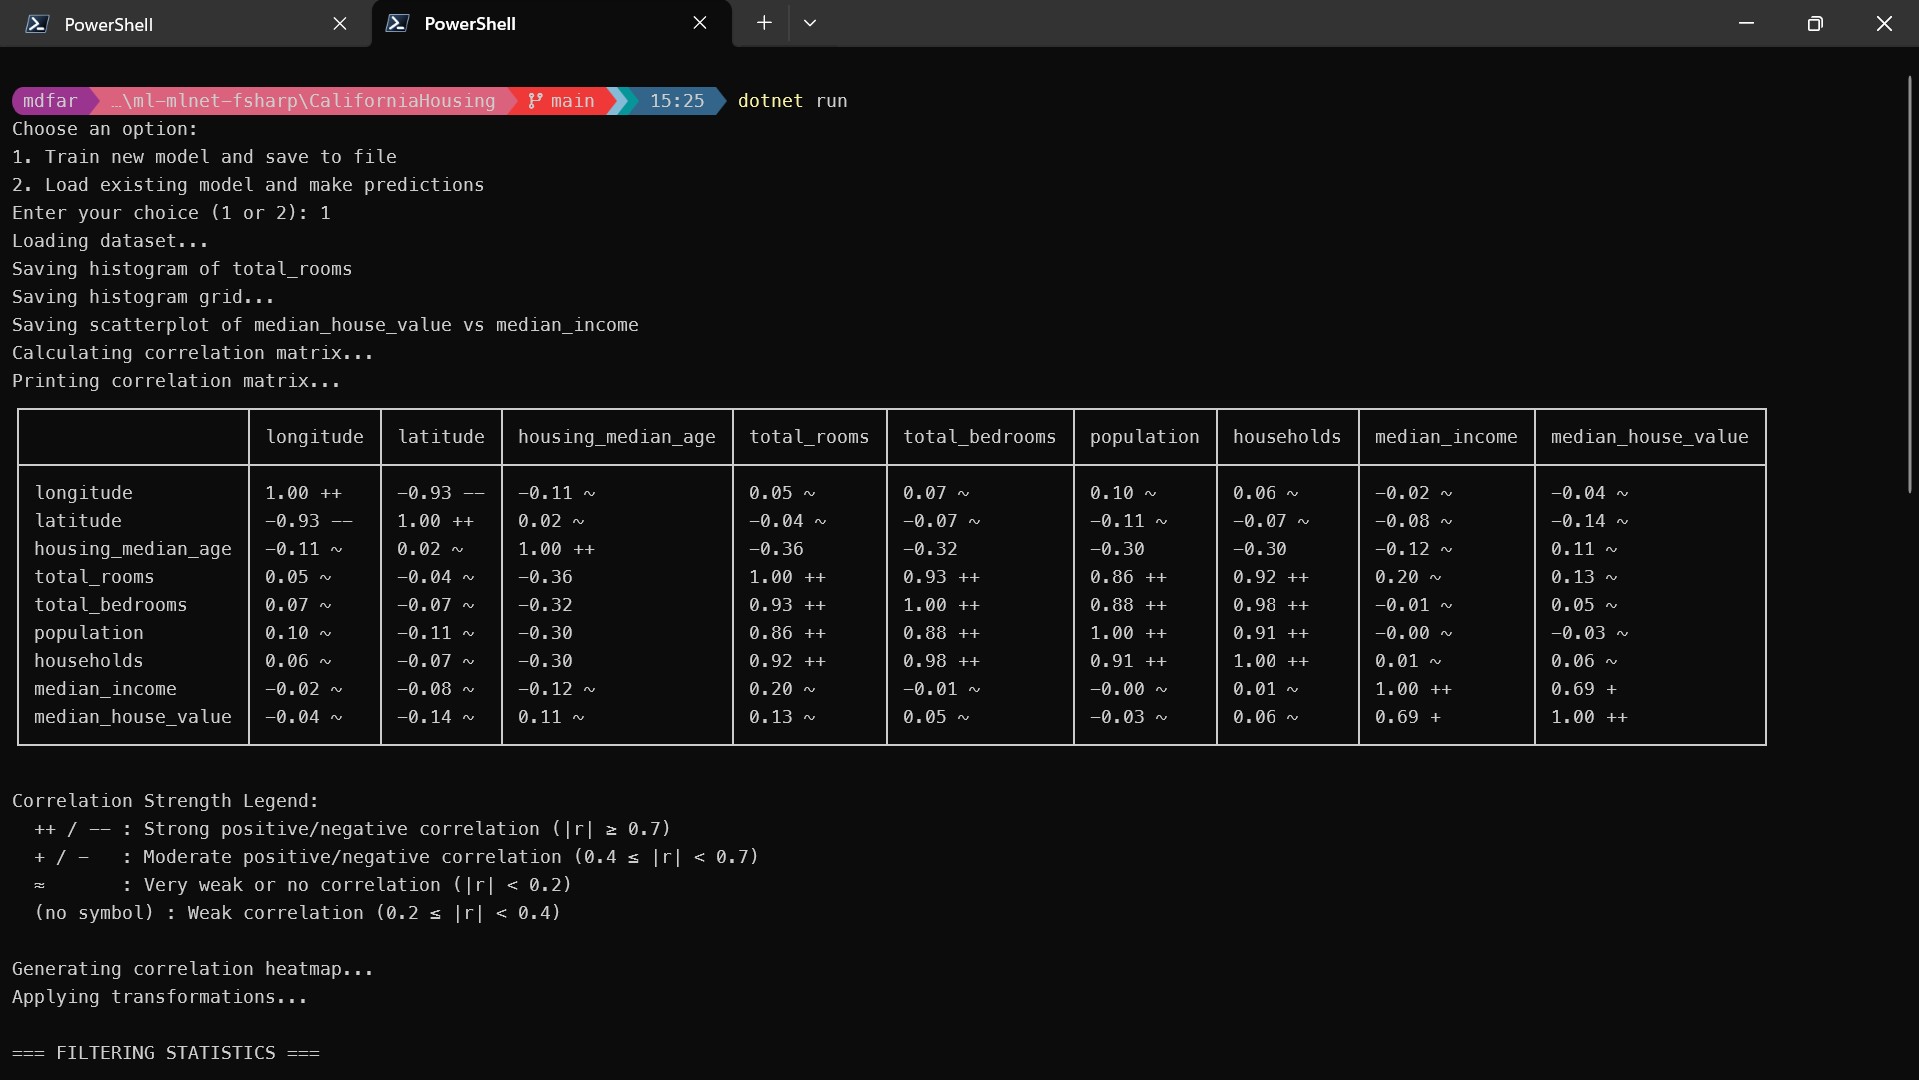 PowerShell
PowerShell
mdfar …\ml-mlnet-fsharp\CaliforniaHousing main 15:25 dotnet run
Choose an option:
1. Train new model and save to file
2. Load existing model and make predictions
Enter your choice (1 or 2): 1
Loading dataset...
Saving histogram of total_rooms
Saving histogram grid...
Saving scatterplot of median_house_value vs median_income
Calculating correlation matrix...
Printing correlation matrix...
longitude latitude housing_median_age total_rooms total_bedrooms population households median_income median_house_value
longitude 1.00 ++ -0.93 -- -0.11 ~ 0.05 ~ 0.07 ~ 0.10 ~ 0.06 ~ -0.02 ~ -0.04 ~
latitude -0.93 -- 1.00 ++ 0.02 ~ -0.04 ~ -0.07 ~ -0.11 ~ -0.07 ~ -0.08 ~ -0.14 ~
housing_median_age -0.11 ~ 0.02 ~ 1.00 ++ -0.36 -0.32 -0.30 -0.30 -0.12 ~ 0.11 ~
total_rooms 0.05 ~ -0.04 ~ -0.36 1.00 ++ 0.93 ++ 0.86 ++ 0.92 ++ 0.20 ~ 0.13 ~
total_bedrooms 0.07 ~ -0.07 ~ -0.32 0.93 ++ 1.00 ++ 0.88 ++ 0.98 ++ -0.01 ~ 0.05 ~
population 0.10 ~ -0.11 ~ -0.30 0.86 ++ 0.88 ++ 1.00 ++ 0.91 ++ -0.00 ~ -0.03 ~
households 0.06 ~ -0.07 ~ -0.30 0.92 ++ 0.98 ++ 0.91 ++ 1.00 ++ 0.01 ~ 0.06 ~
median_income -0.02 ~ -0.08 ~ -0.12 ~ 0.20 ~ -0.01 ~ -0.00 ~ 0.01 ~ 1.00 ++ 0.69 +
median_house_value -0.04 ~ -0.14 ~ 0.11 ~ 0.13 ~ 0.05 ~ -0.03 ~ 0.06 ~ 0.69 + 1.00 ++
Correlation Strength Legend:
++ / -- : Strong positive/negative correlation (|r| ≥ 0.7)
+ / - : Moderate positive/negative correlation (0.4 ≤ |r| < 0.7)
≈ : Very weak or no correlation (|r| < 0.2)
(no symbol) : Weak correlation (0.2 ≤ |r| < 0.4)
Generating correlation heatmap...
Applying transformations...
=== FILTERING STATISTICS ===